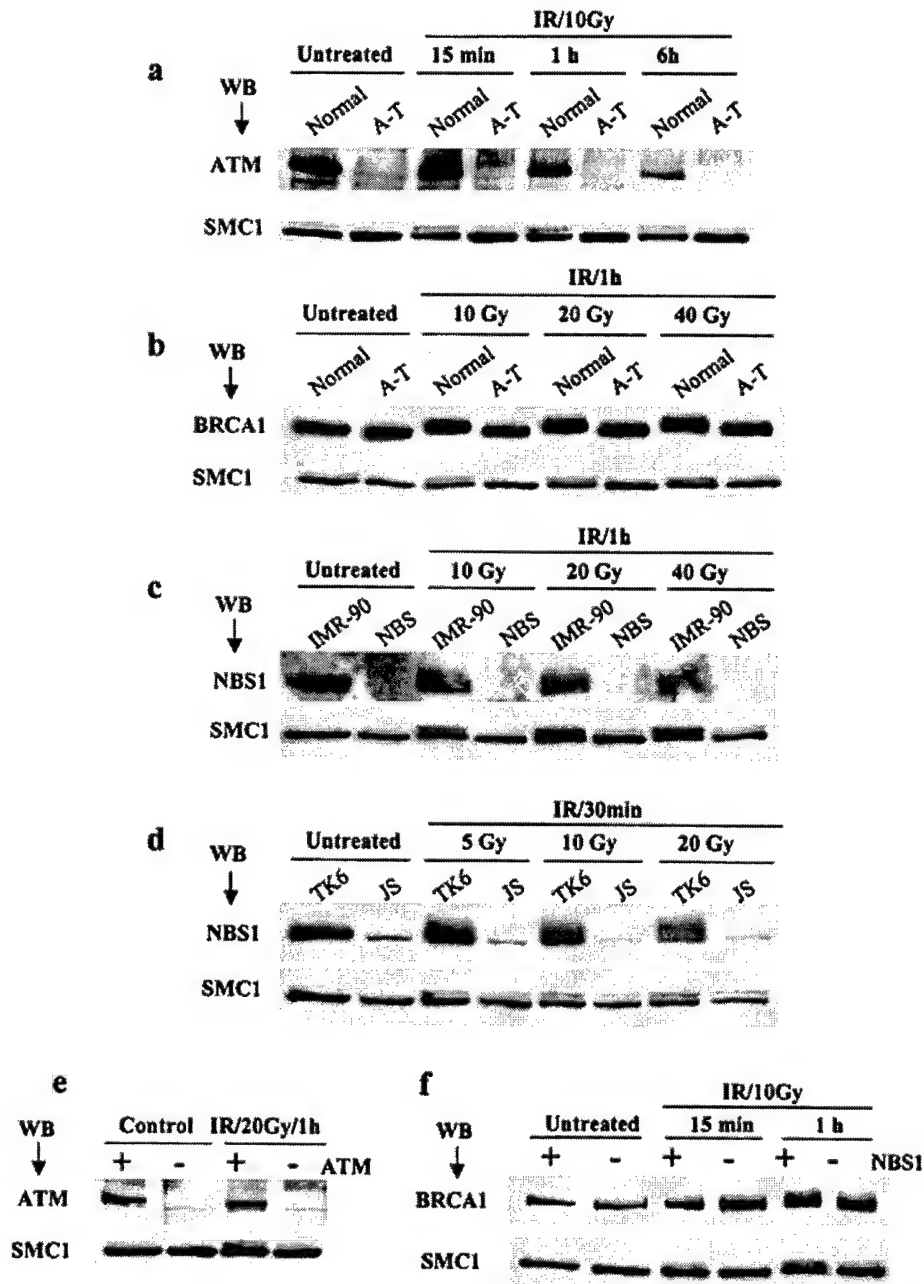 IR/10Gy
a Untreated 15 min 1 h 6h
WB
Normal A-T Normal A-T Normal A-T Normal A-T
ATM
SMC1
IR/1h
Untreated 10 Gy 20 Gy 40 Gy
b WB
Normal A-T Normal A-T Normal A-T Normal A-T
BRCA1
SMC1
IR/1h
Untreated 10 Gy 20 Gy 40 Gy
c WB
IMR-90 NBS IMR-90 NBS IMR-90 NBS IMR-90 NBS
NBS1
SMC1
IR/30min
d Untreated 5 Gy 10 Gy 20 Gy
WB
TK6 JS TK6 JS TK6 JS TK6 JS
NBS1
SMC1
e
Control IR/20Gy/1h
WB
+ - + - ATM
ATM
SMC1
f
IR/10Gy
Untreated 15 min 1 h
WB
+ - + - + - NBS1
BRCA1
SMC1